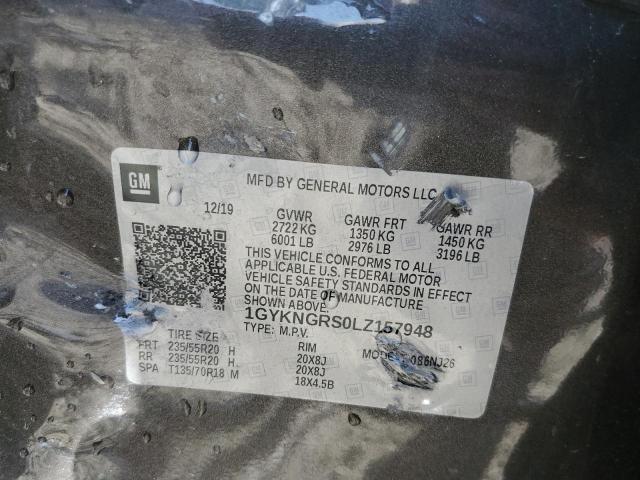 GM
MFD BY GENERAL MOTORS LLC
12/19 GVWR GAWR FRT GAWR RR
2722 KG 1350 KG 1450 KG
6001 LB 2976 LB 3196 LB
THIS VEHICLE CONFORMS TO ALL
APPLICABLE U.S. FEDERAL MOTOR
VEHICLE SAFETY STANDARDS IN EFFECT
ON THE DATE OF MANUFACTURE
SHOWN ABOVE.
1GYKNGRS0LZ157948
TYPE: M.P.V.
TIRE SIZE RIM
FRT 235/55R20 H 20X8J
RR 235/55R20 H 20X8J
SPA T135/70R18 M 18X4.5B